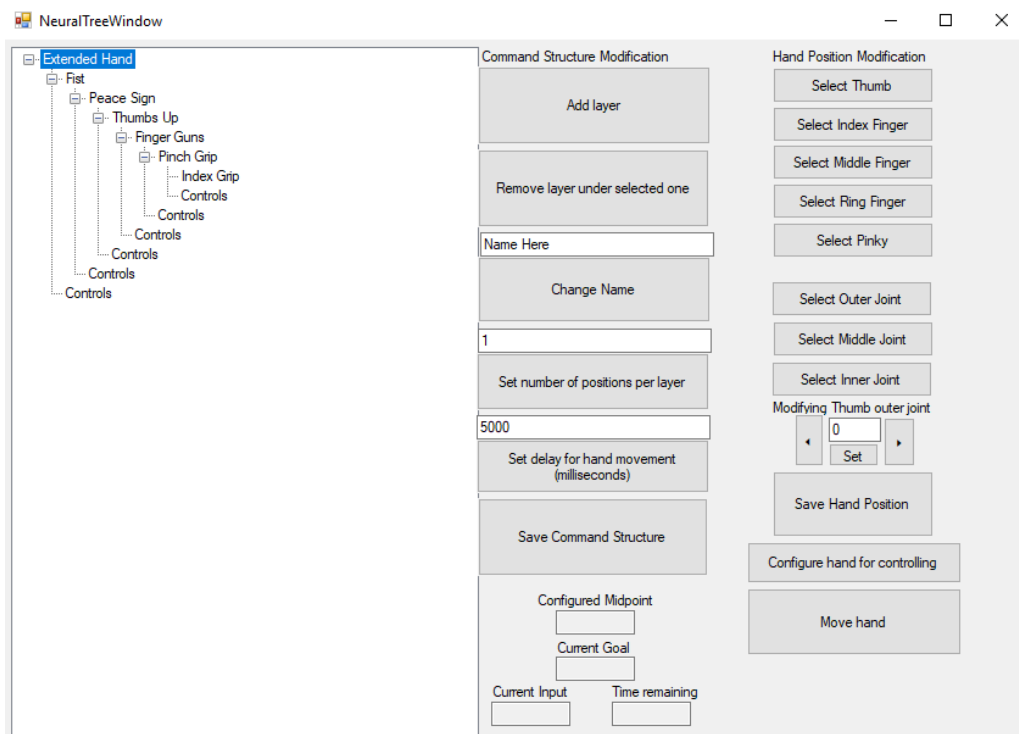 NeuralTreeWindow
Extended Hand
Fist
Peace Sign
Thumbs Up
Finger Guns
Pinch Grip
Index Grip
Controls
Controls
Controls
Controls
Controls
Controls
Command Structure Modification
Add layer
Remove layer under selected one
Name Here
Change Name
1
Set number of positions per layer
5000
Set delay for hand movement
(milliseconds)
Save Command Structure
Configured Midpoint
Current Goal
Current Input
Time remaining
Hand Position Modification
Select Thumb
Select Index Finger
Select Middle Finger
Select Ring Finger
Select Pinky
Select Outer Joint
Select Middle Joint
Select Inner Joint
Modifying Thumb outer joint
0
Set
Save Hand Position
Configure hand for controlling
Move hand